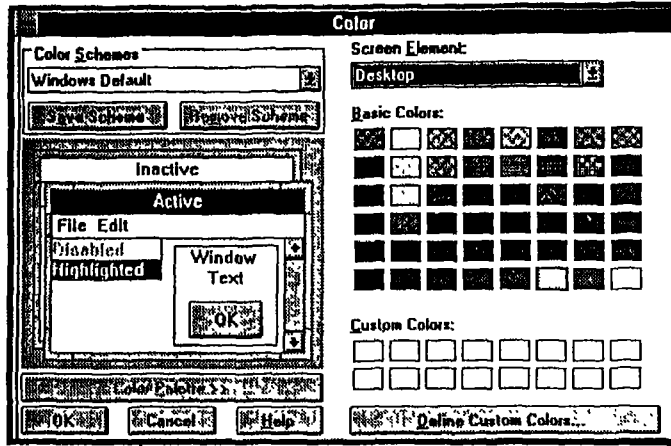 Color
Color Schemes
Windows Default
Save Scheme Remove Scheme
Inactive
Active
File Edit
Disabled
Highlighted
Window
Text
OK
Color Palette >>
OK Cancel Help
Screen Element:
Desktop
Basic Colors:
Custom Colors:
Define Custom Colors...